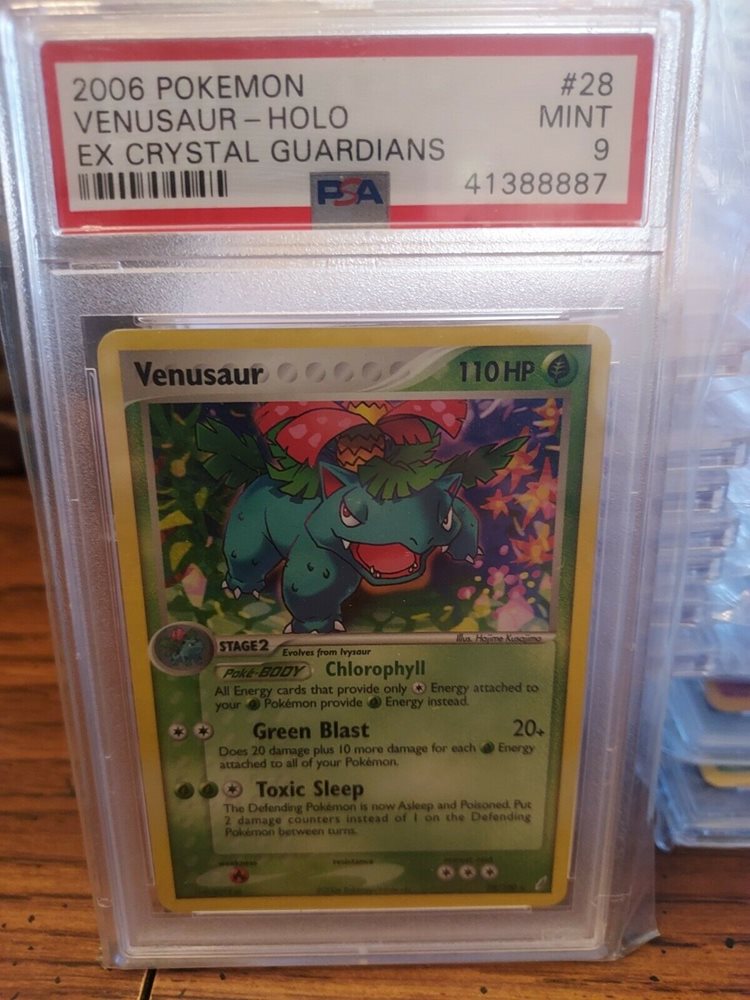 2006 POKEMON #28
VENUSAUR - HOLO MINT
EX CRYSTAL GUARDIANS 9
PSA 41388887
Venusaur 110 HP
Illus. Hajime Kusajima
STAGE 2 Evolves from Ivysaur
Poké-BODY Chlorophyll
All Energy cards that provide only Energy attached to
your Pokémon provide Energy instead.
Green Blast 20+
Does 20 damage plus 10 more damage for each Energy
attached to all of your Pokémon.
Toxic Sleep
The Defending Pokémon is now Asleep and Poisoned. Put
2 damage counters instead of 1 on the Defending
Pokémon between turns.
weakness resistance retreat cost